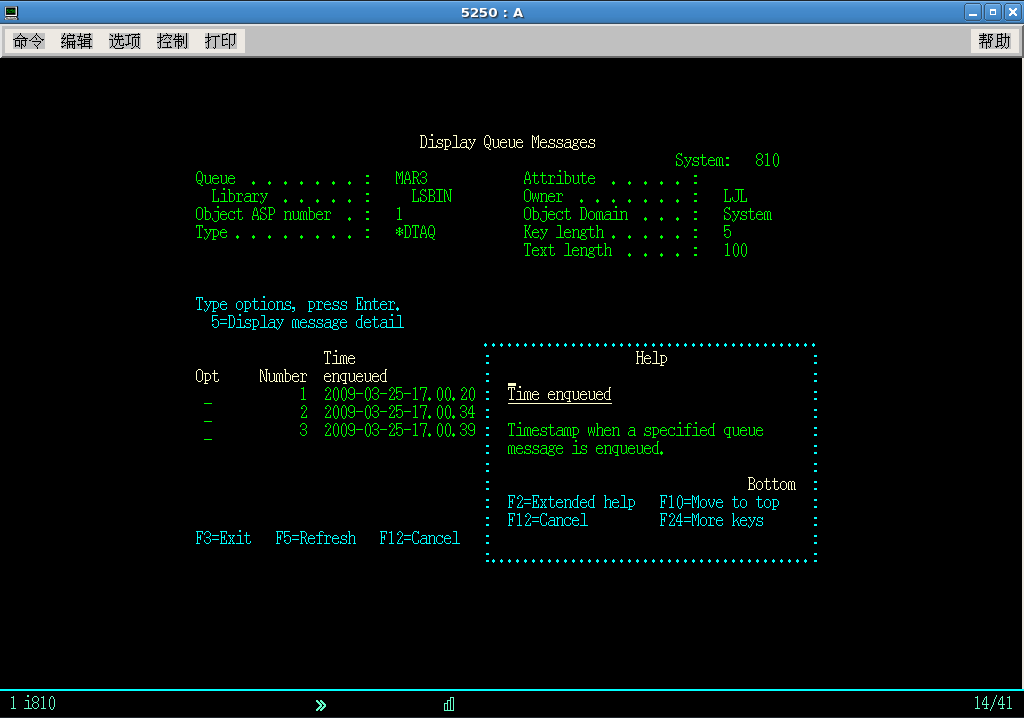 5250 : A
命令 编辑 选项 控制 打印 帮助
Display Queue Messages
System: 810
Queue . . . . . . . : MAR3 Attribute . . . . . :
Library . . . . . : LSBIN Owner . . . . . . . : LJL
Object ASP number . : 1 Object Domain . . . : System
Type . . . . . . . . : *DTAQ Key length . . . . . : 5
Text length . . . . : 100
Type options, press Enter.
5=Display message detail
Time
Opt Number enqueued
_ 1 2009-03-25-17.00.20
_ 2 2009-03-25-17.00.34
_ 3 2009-03-25-17.00.39
Help
Time enqueued
Timestamp when a specified queue
message is enqueued.
Bottom
F2=Extended help F10=Move to top
F12=Cancel F24=More keys
F3=Exit F5=Refresh F12=Cancel
1 i810 14/41